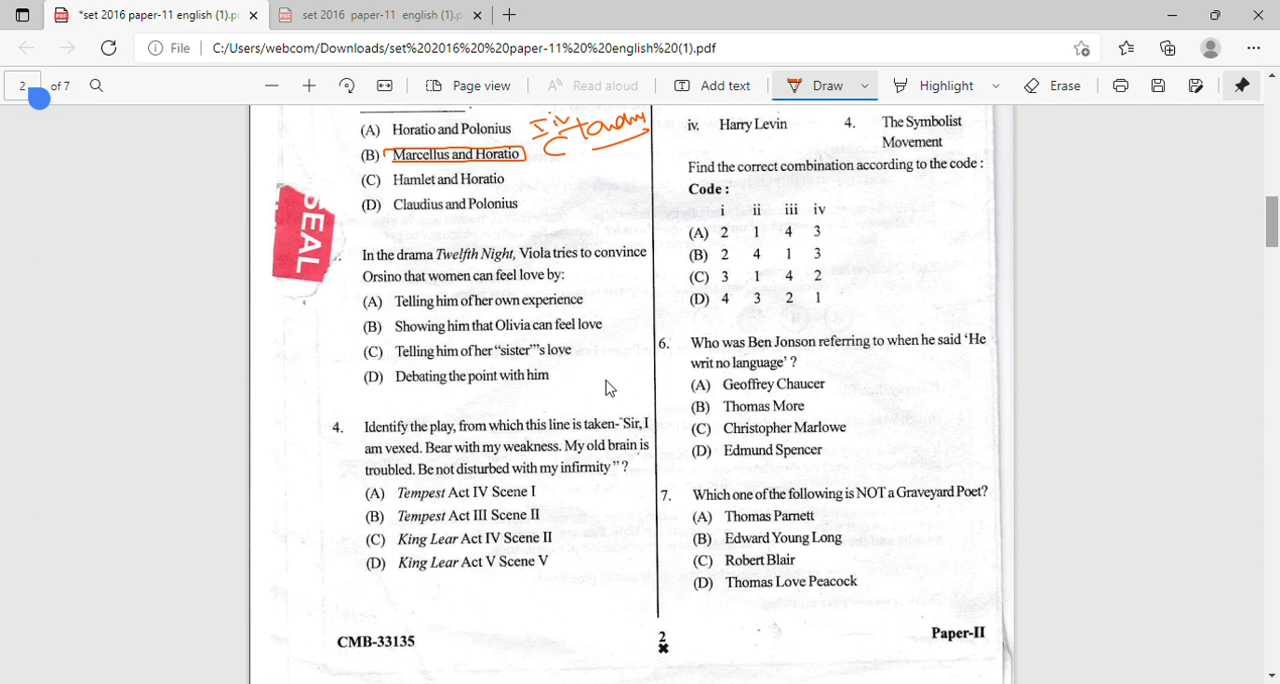 *set 2016 paper-11 english (1).p
set 2016 paper-11 english (1).p
File
C:/Users/webcom/Downloads/set%202016%20%20paper-11%20%20english%20(1).pdf
2 of 7
Page view
Read aloud
Add text
Draw
Highlight
Erase
(A) Horatio and Polonius
(B) Marcellus and Horatio
(C) Hamlet and Horatio
(D) Claudius and Polonius
SEAL
In the drama Twelfth Night, Viola tries to convince
Orsino that women can feel love by:
(A) Telling him of her own experience
(B) Showing him that Olivia can feel love
(C) Telling him of her “sister”’s love
(D) Debating the point with him
4. Identify the play, from which this line is taken-"Sir, I
am vexed. Bear with my weakness. My old brain is
troubled. Be not disturbed with my infirmity”?
(A) Tempest Act IV Scene I
(B) Tempest Act III Scene II
(C) King Lear Act IV Scene II
(D) King Lear Act V Scene V
iv. Harry Levin 4. The Symbolist
Movement
Find the correct combination according to the code :
Code :
i ii iii iv
(A) 2 1 4 3
(B) 2 4 1 3
(C) 3 1 4 2
(D) 4 3 2 1
6. Who was Ben Jonson referring to when he said ‘He
writ no language’ ?
(A) Geoffrey Chaucer
(B) Thomas More
(C) Christopher Marlowe
(D) Edmund Spencer
7. Which one of the following is NOT a Graveyard Poet?
(A) Thomas Parnett
(B) Edward Young Long
(C) Robert Blair
(D) Thomas Love Peacock
CMB-33135
2
Paper-II